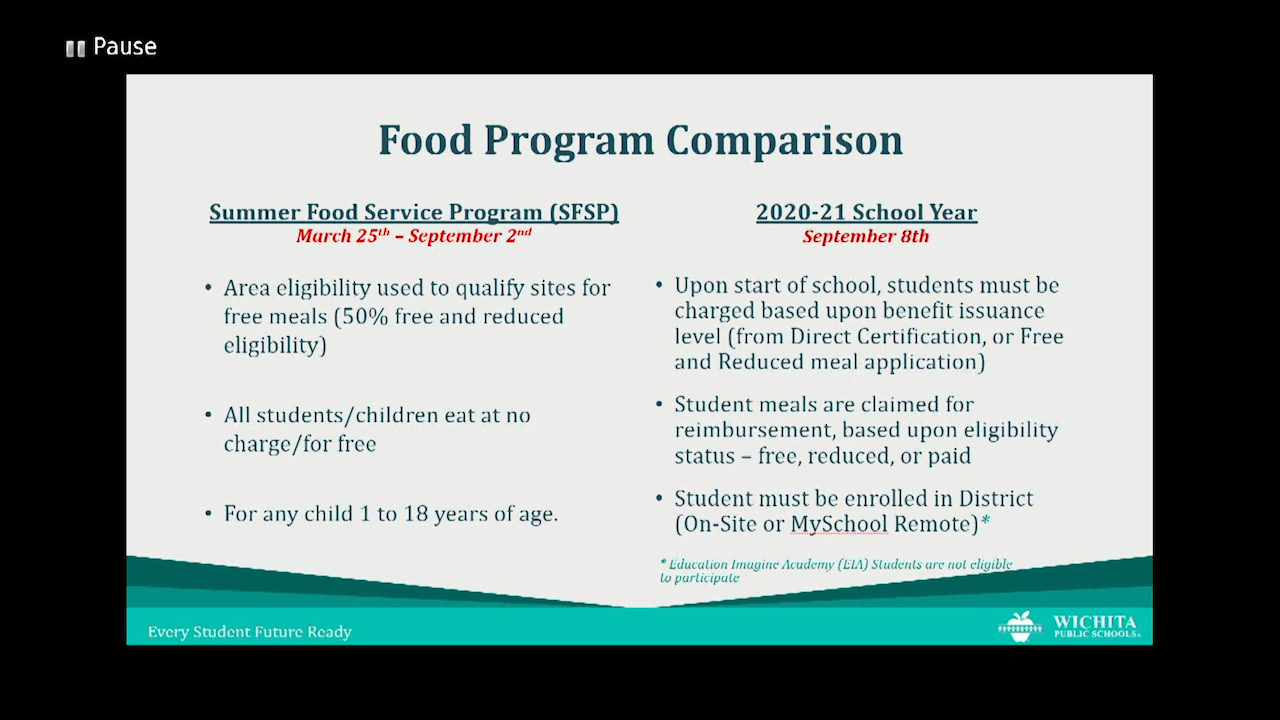 Pause
Food Program Comparison
Summer Food Service Program (SFSP)
March 25th – September 2nd
• Area eligibility used to qualify sites for
free meals (50% free and reduced
eligibility)
• All students/children eat at no
charge/for free
• For any child 1 to 18 years of age.
2020-21 School Year
September 8th
• Upon start of school, students must be
charged based upon benefit issuance
level (from Direct Certification, or Free
and Reduced meal application)
• Student meals are claimed for
reimbursement, based upon eligibility
status – free, reduced, or paid
• Student must be enrolled in District
(On-Site or MySchool Remote)*
* Education Imagine Academy (EIA) Students are not eligible
to participate
Every Student Future Ready
WICHITA
PUBLIC SCHOOLS®